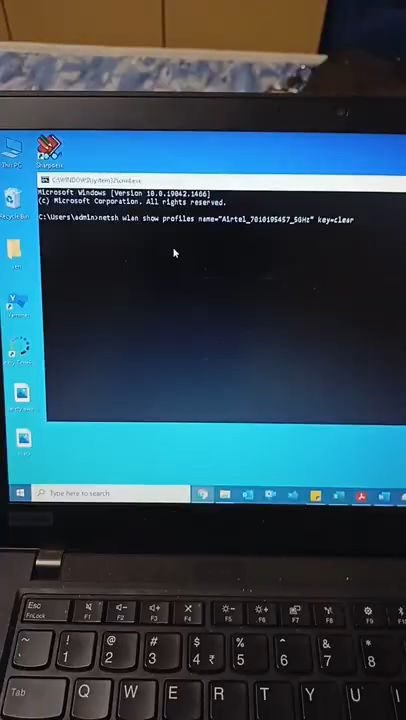 This PC
Recycle Bin
C:\WINDOWS\system32\cmd.exe
Microsoft Windows [Version 10.0.19042.1466]
(c) Microsoft Corporation. All rights reserved.
C:\Users\admin>netsh wlan show profiles name="Airtel_7010195457_5GHz" key=clear
Type here to search
Esc
FnLock
F1
F2
F3
F4
F5
F6
F7
F8
F9
F10
~
`
!
1
@
2
#
3
$
4 ₹
%
5
^
6
&
7
*
8
Tab
Q
W
E
R
T
Y
U
I